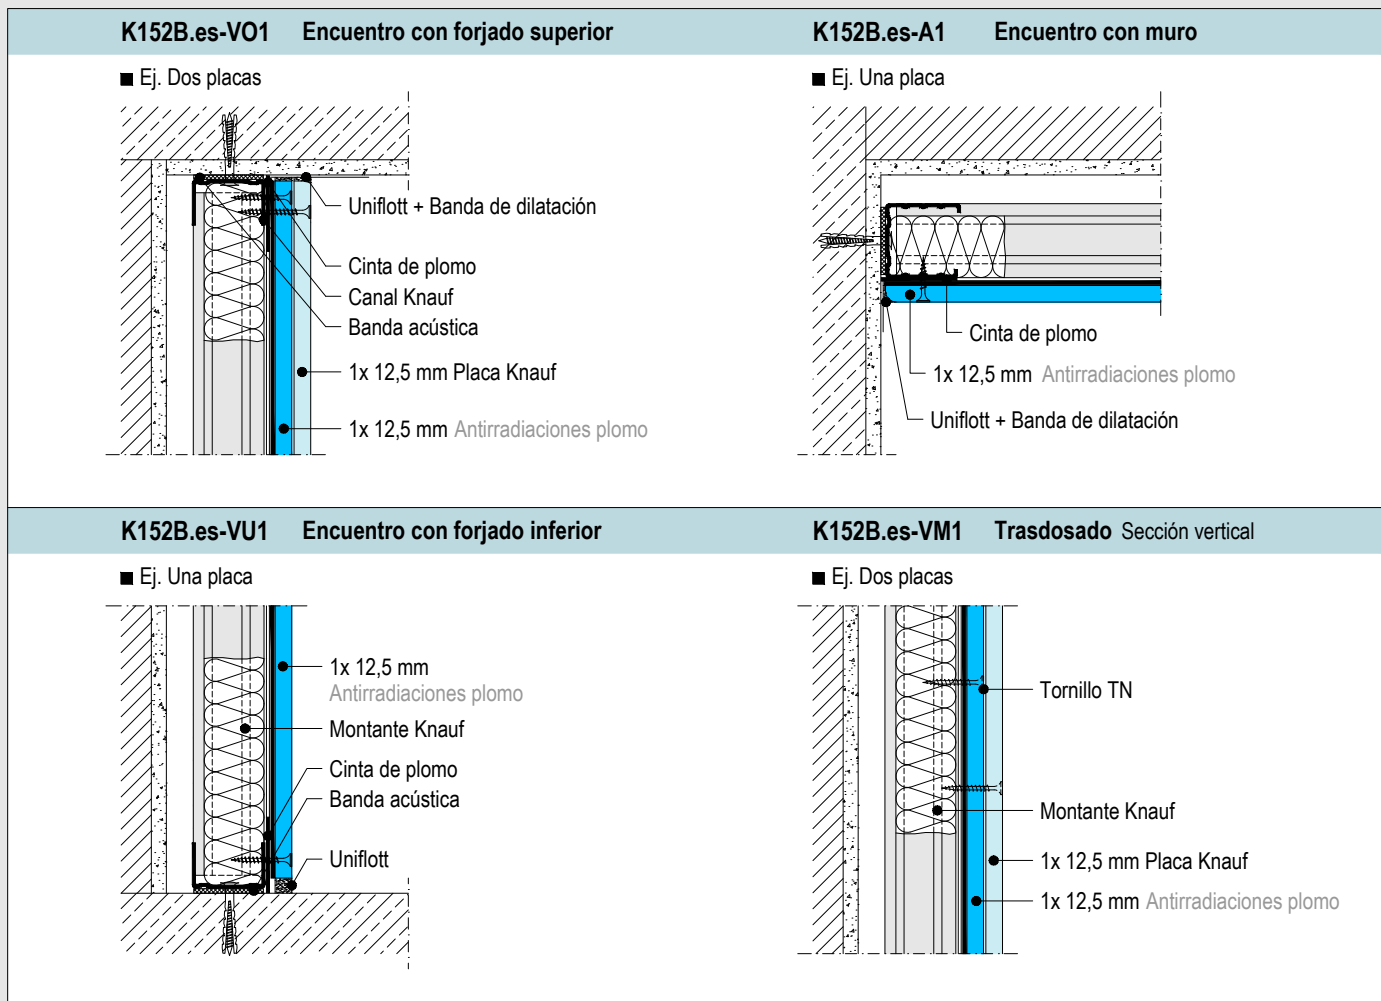 K152B.es-VO1 Encuentro con forjado superior
■ Ej. Dos placas
Uniflott + Banda de dilatación
Cinta de plomo
Canal Knauf
Banda acústica
1x 12,5 mm Placa Knauf
1x 12,5 mm Antirradiaciones plomo
K152B.es-A1 Encuentro con muro
■ Ej. Una placa
Cinta de plomo
1x 12,5 mm Antirradiaciones plomo
Uniflott + Banda de dilatación
K152B.es-VU1 Encuentro con forjado inferior
■ Ej. Una placa
1x 12,5 mm
Antirradiaciones plomo
Montante Knauf
Cinta de plomo
Banda acústica
Uniflott
K152B.es-VM1 Trasdosado Sección vertical
■ Ej. Dos placas
Tornillo TN
Montante Knauf
1x 12,5 mm Placa Knauf
1x 12,5 mm Antirradiaciones plomo